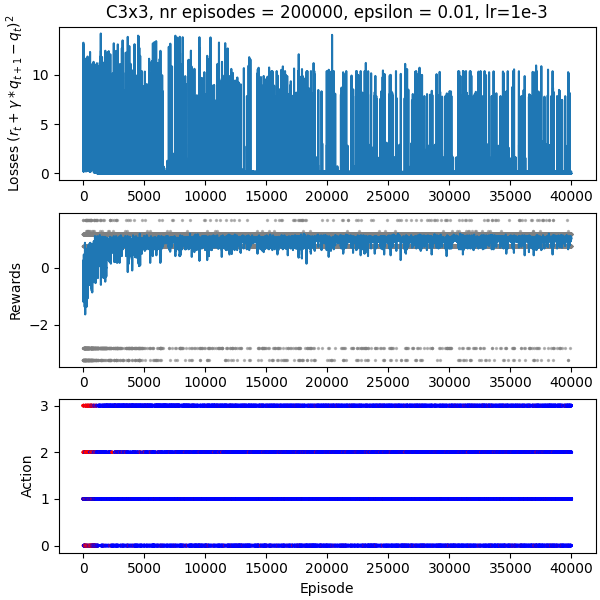 C3x3, nr episodes = 200000, epsilon = 0.01, lr=1e-3
Losses $(r_t + \gamma * q_{t+1} - q_t)^2$
10
5
0
0 5000 10000 15000 20000 25000 30000 35000 40000
Rewards
0
−2
0 5000 10000 15000 20000 25000 30000 35000 40000
Action
3
2
1
0
0 5000 10000 15000 20000 25000 30000 35000 40000
Episode